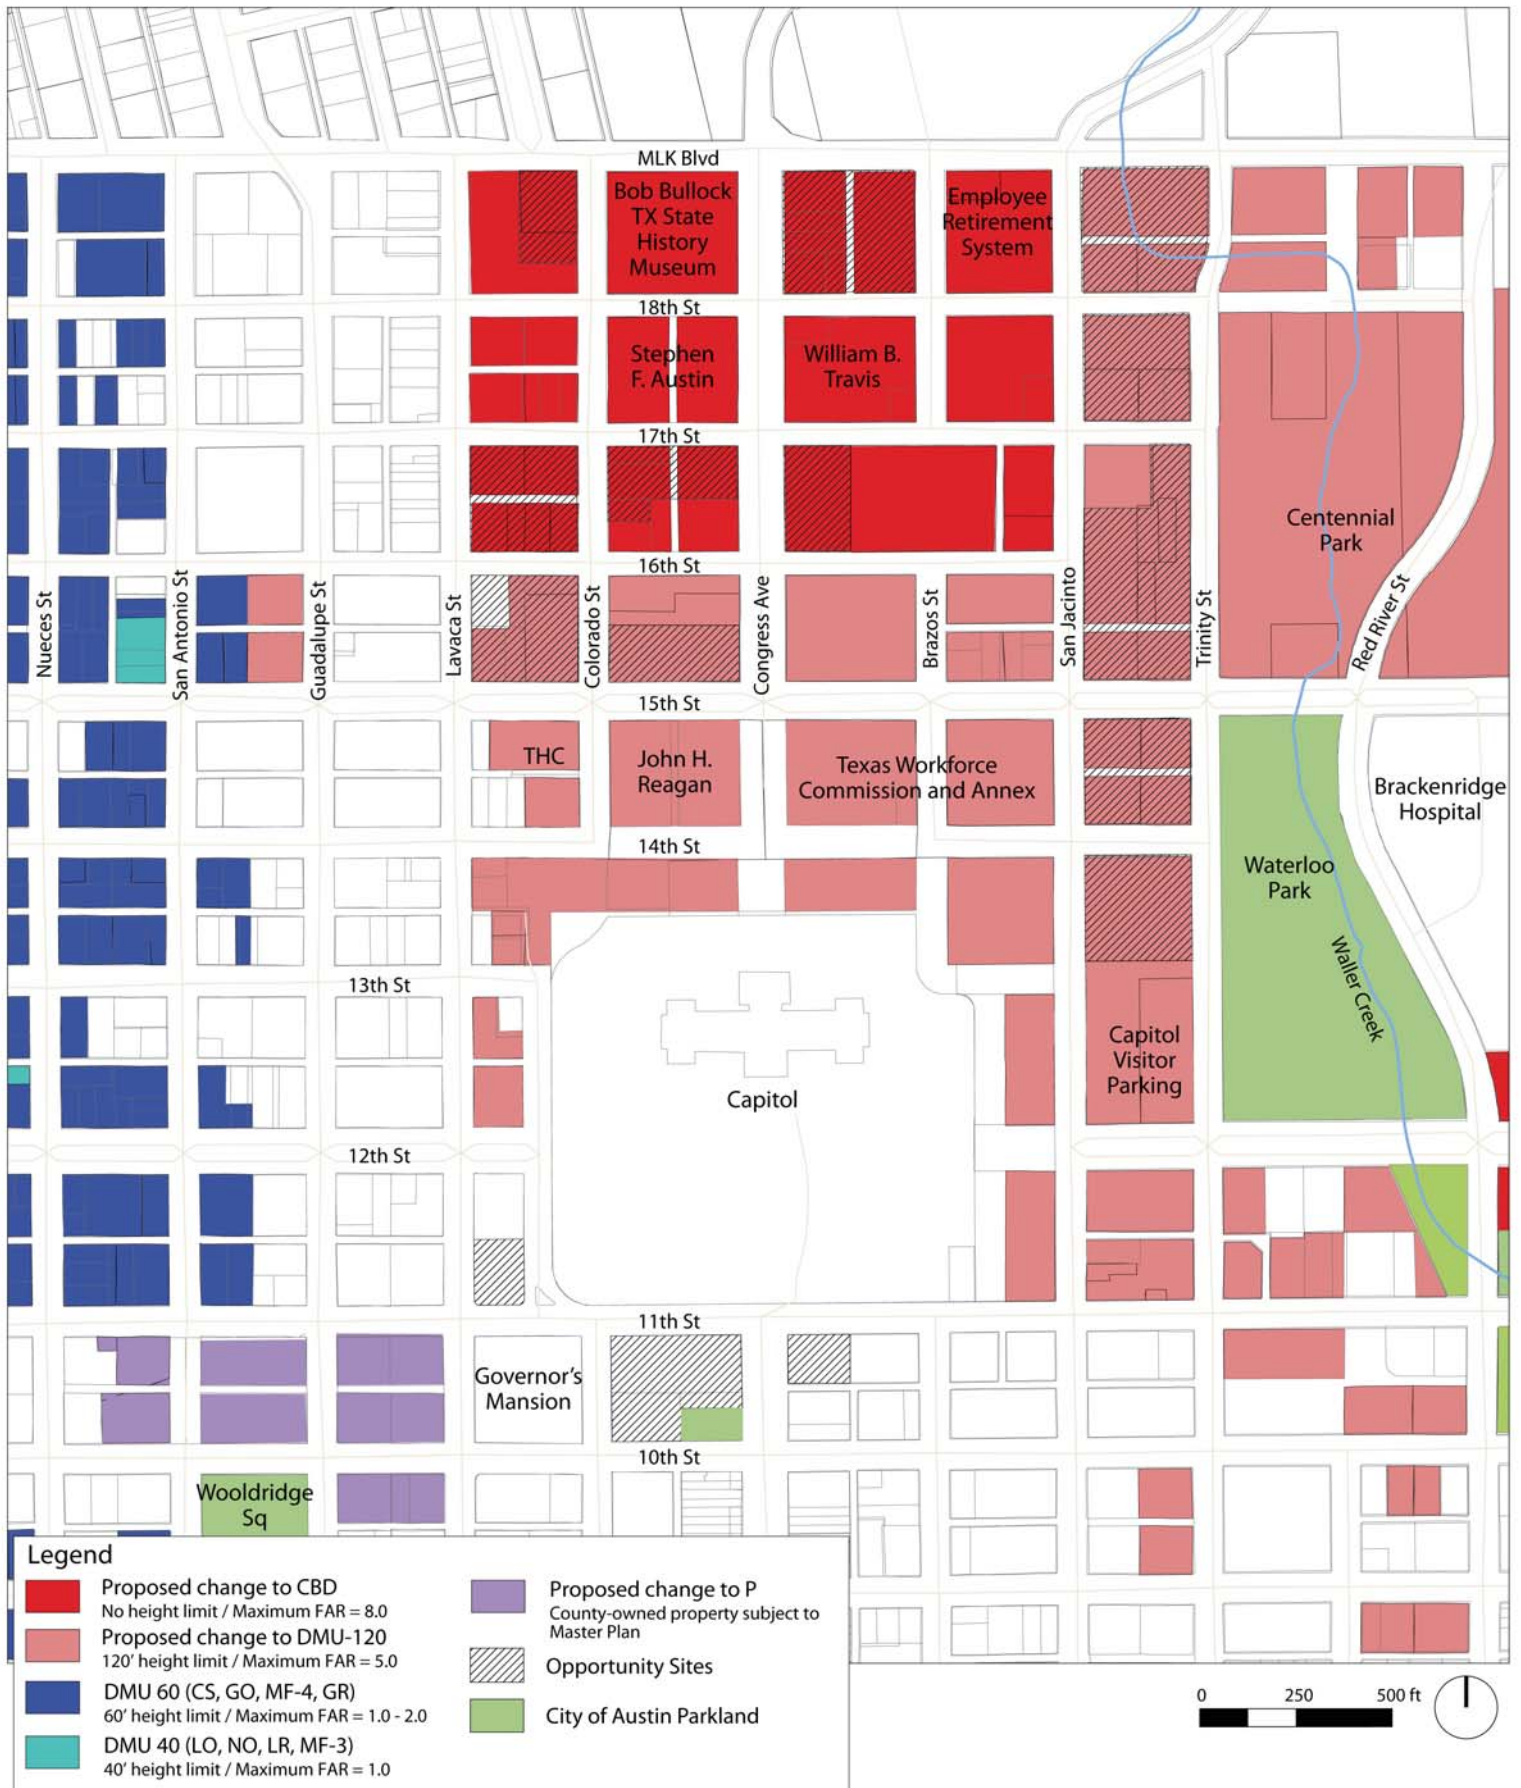 MLK Blvd
Bob Bullock
TX State
History
Museum
Employee
Retirement
System
18th St
Stephen
F. Austin
William B.
Travis
17th St
Centennial
Park
16th St
Nueces St
San Antonio St
Guadalupe St
Lavaca St
Colorado St
Congress Ave
Brazos St
San Jacinto
Trinity St
Red River St
15th St
THC
John H.
Reagan
Texas Workforce
Commission and Annex
Brackenridge
Hospital
14th St
Waterloo
Park
Waller Creek
13th St
Capitol
Visitor
Parking
Capitol
12th St
11th St
Governor's
Mansion
10th St
Wooldridge
Sq
Legend
Proposed change to CBD
No height limit / Maximum FAR = 8.0
Proposed change to DMU-120
120' height limit / Maximum FAR = 5.0
DMU 60 (CS, GO, MF-4, GR)
60' height limit / Maximum FAR = 1.0 - 2.0
DMU 40 (LO, NO, LR, MF-3)
40' height limit / Maximum FAR = 1.0
Proposed change to P
County-owned property subject to
Master Plan
Opportunity Sites
City of Austin Parkland
0 250 500 ft